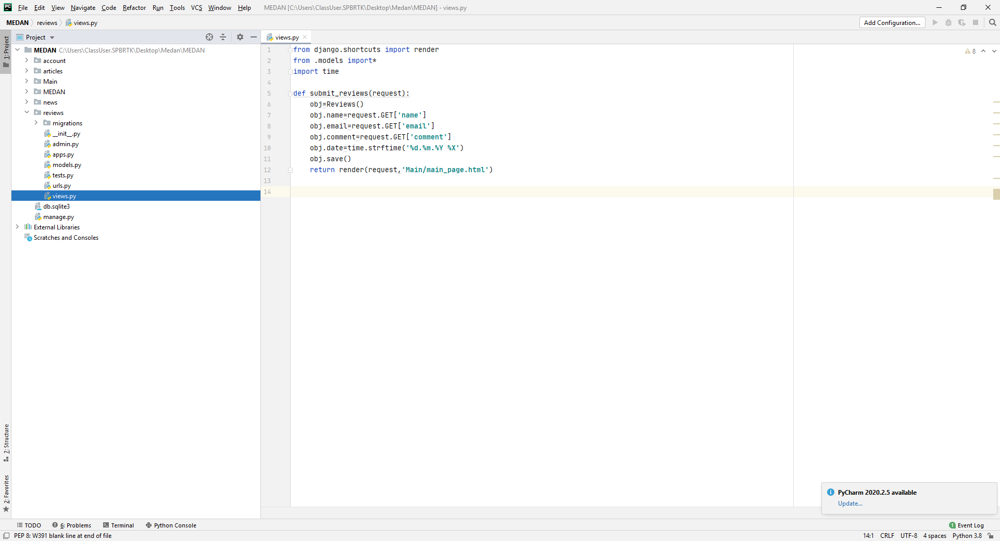 PC File Edit View Navigate Code Refactor Run Tools VCS Window Help MEDAN [C:\Users\ClassUser.SPBRTK\Desktop\Medan\MEDAN] - views.py
MEDAN reviews views.py Add Configuration...
1: Project
Project
views.py
MEDAN C:\Users\ClassUser.SPBRTK\Desktop\Medan\MEDAN
account
articles
Main
MEDAN
news
reviews
migrations
__init__.py
admin.py
apps.py
models.py
tests.py
urls.py
views.py
db.sqlite3
manage.py
External Libraries
Scratches and Consoles
8
1 from django.shortcuts import render
2 from .models import*
3 import time
4
5 def submit_reviews(request):
6     obj=Reviews()
7     obj.name=request.GET['name']
8     obj.email=request.GET['email']
9     obj.comment=request.GET['comment']
10     obj.date=time.strftime('%d.%m.%Y %X')
11     obj.save()
12     return render(request,'Main/main_page.html')
13
14
7: Structure
2: Favorites
PyCharm 2020.2.5 available
Update...
TODO 6: Problems Terminal Python Console 1 Event Log
PEP 8: W391 blank line at end of file 14:1 CRLF UTF-8 4 spaces Python 3.8